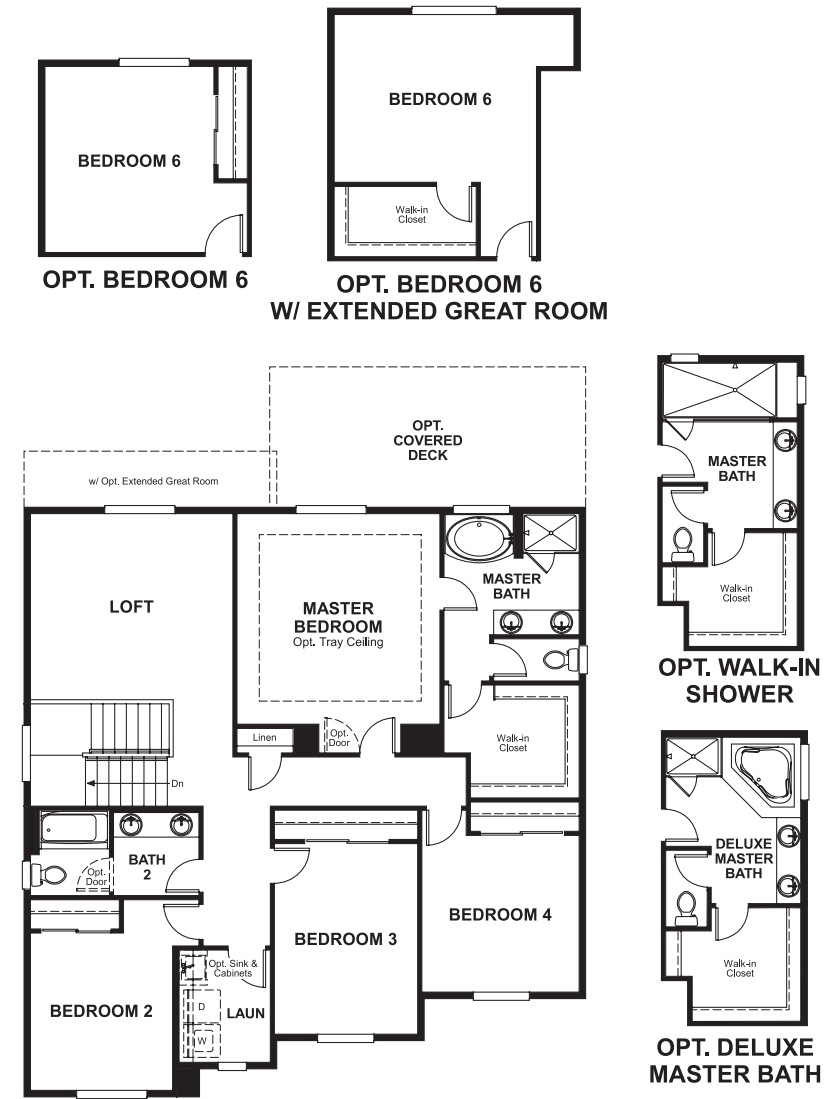 BEDROOM 6
BEDROOM 6
Walk-in
Closet
OPT. BEDROOM 6
OPT. BEDROOM 6
W/ EXTENDED GREAT ROOM
OPT.
COVERED
DECK
w/ Opt. Extended Great Room
MASTER
BATH
Walk-in
Closet
OPT. WALK-IN
SHOWER
LOFT
MASTER
BEDROOM
Opt. Tray Ceiling
MASTER
BATH
Linen
Opt.
Door
Walk-in
Closet
Dn
BATH
2
Opt.
Door
DELUXE
MASTER
BATH
Walk-in
Closet
OPT. DELUXE
MASTER BATH
BEDROOM 4
BEDROOM 3
Opt. Sink &
Cabinets
BEDROOM 2
D
LAUN
W